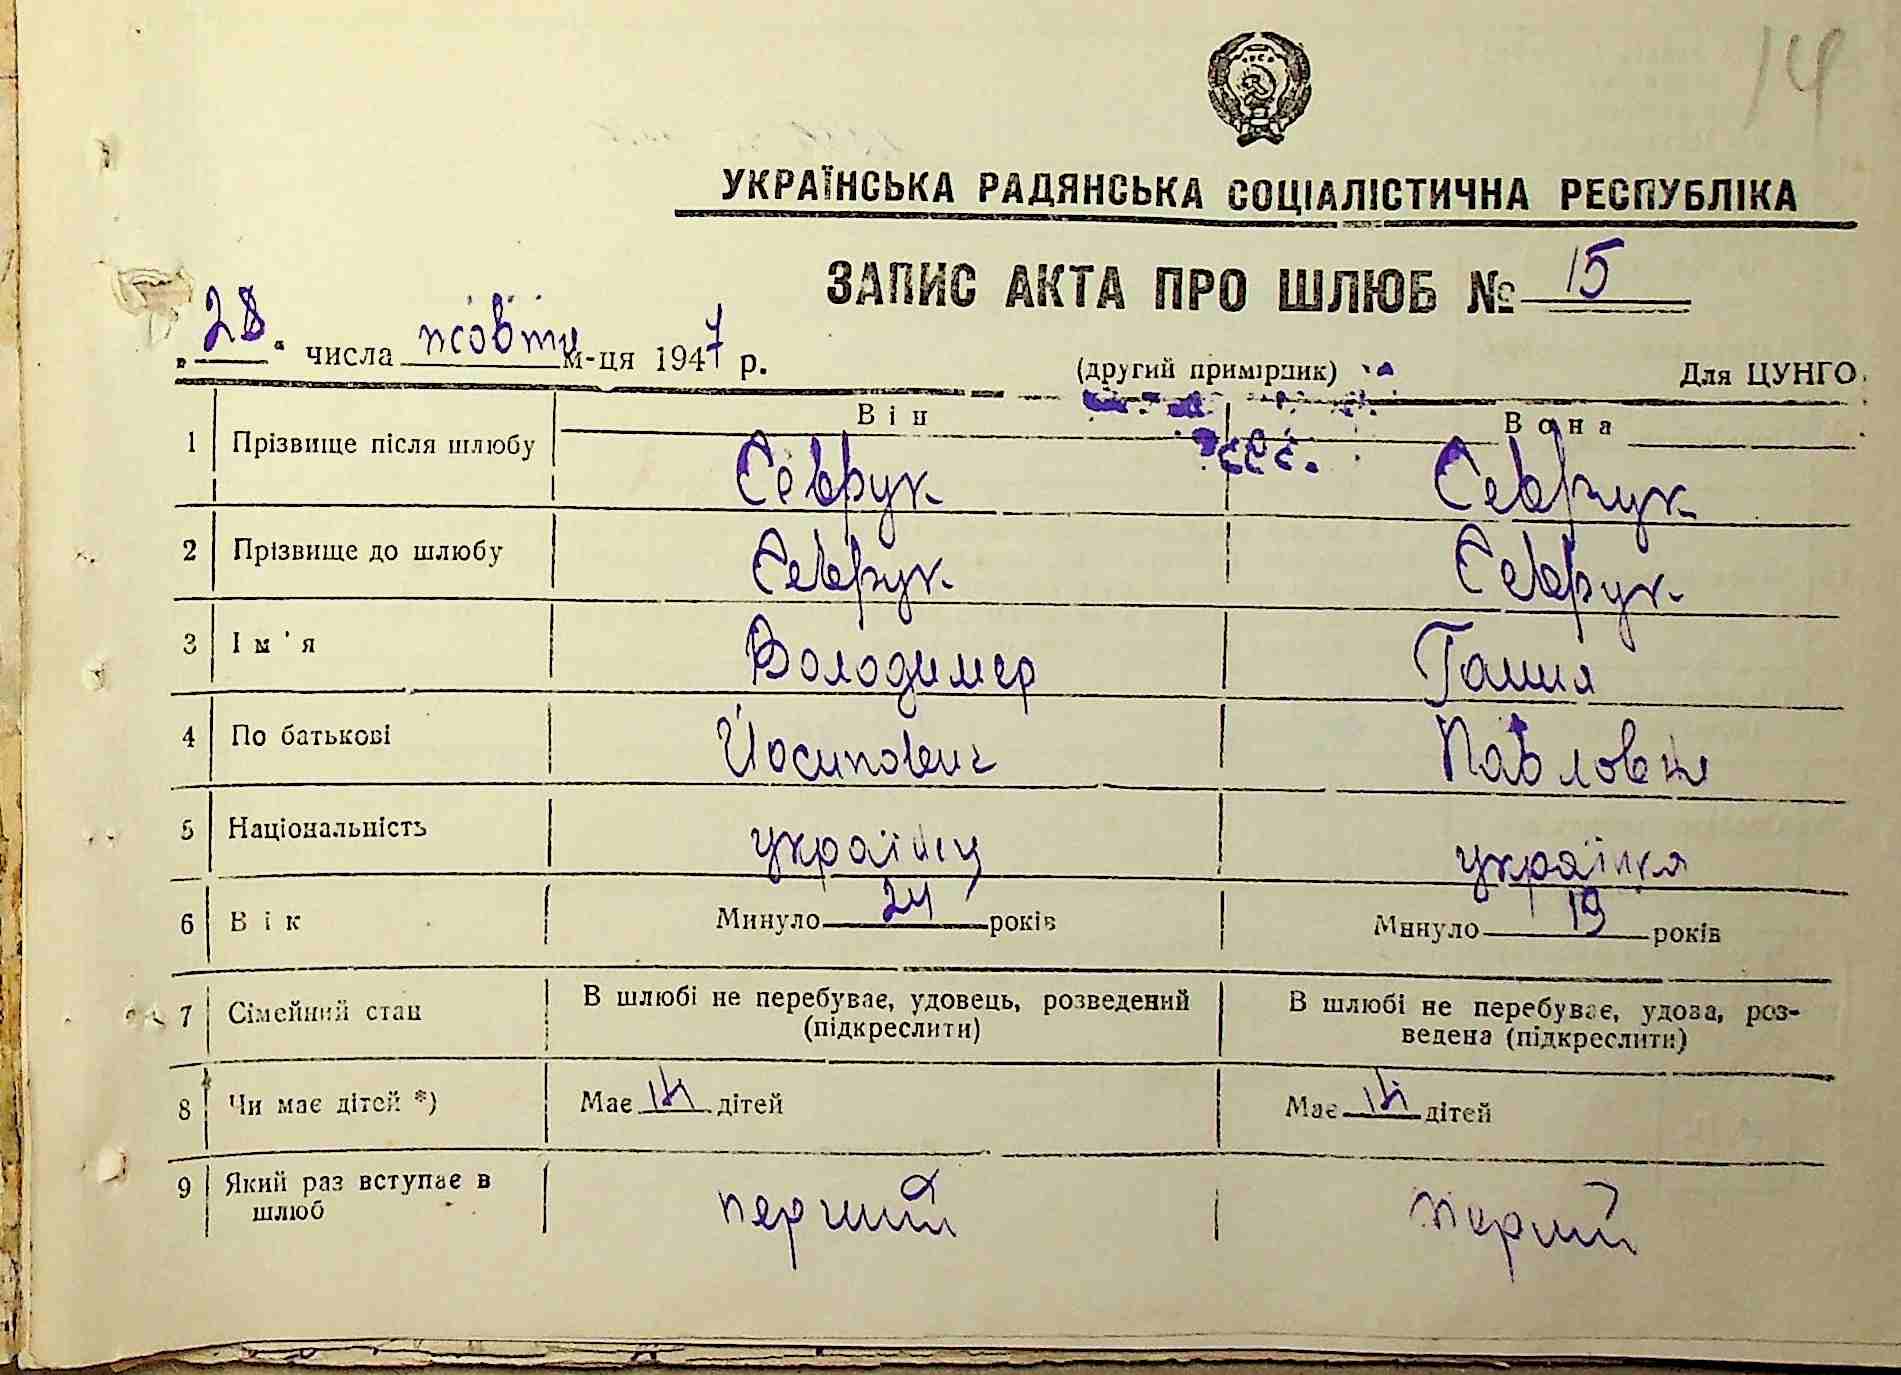 14
УКРАЇНСЬКА РАДЯНСЬКА СОЦІАЛІСТИЧНА РЕСПУБЛІКА
ЗАПИС АКТА ПРО ШЛЮБ № 15
„28“ числа жовтн м-ця 1947 р. (другий примірник) Для ЦУНГО
Він Вона
1 Прізвище після шлюбу Севрук Севрук
2 Прізвище до шлюбу Севрук Севрук
3 Ім'я Володимер Ганна
4 По батькові Йосипович Павловна
5 Національність українц українка
6 Вік Минуло 24 років Минуло 19 років
7 Сімейний стан В шлюбі не перебуває, удовець, розведений В шлюбі не перебуває, удова, роз-
(підкреслити) ведена (підкреслити)
8 Чи має дітей *) Має дітей Має дітей
9 Який раз вступає в перший перший
шлюб